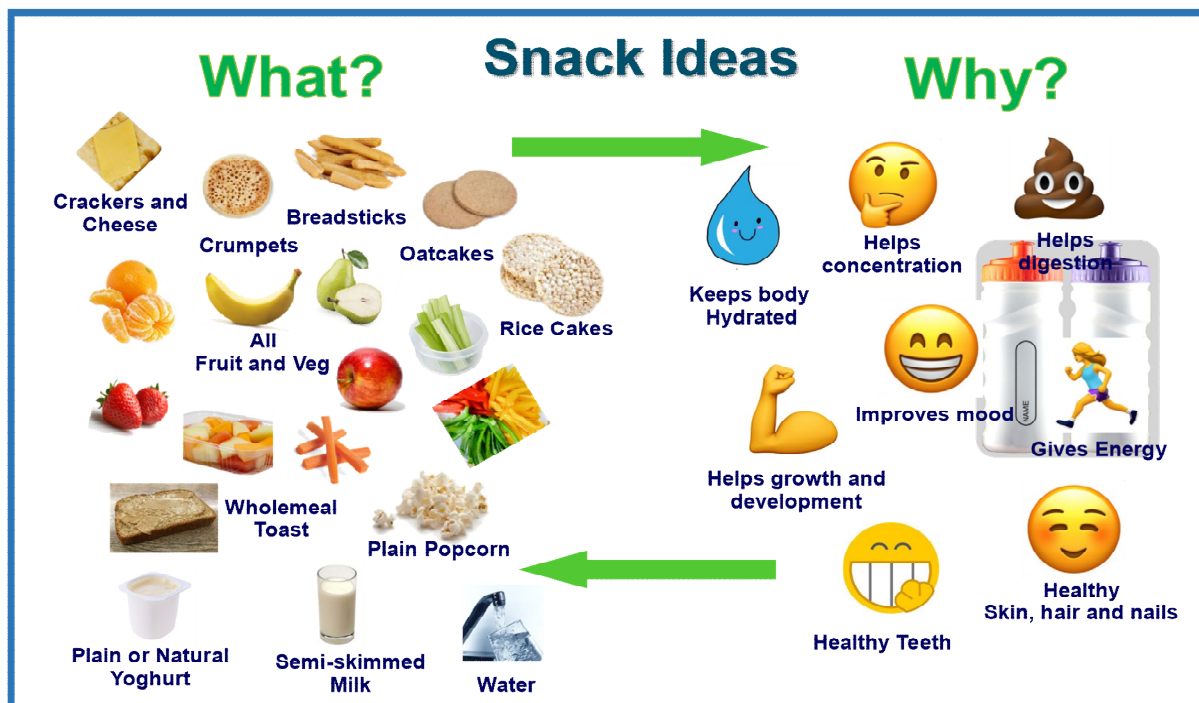 Snack Ideas
What?
Why?
Crackers and
Cheese
Crumpets
Breadsticks
Oatcakes
Rice Cakes
All
Fruit and Veg
Wholemeal
Toast
Plain Popcorn
Plain or Natural
Yoghurt
Semi-skimmed
Milk
Water
Keeps body
Hydrated
Helps
concentration
Helps
digestion
Improves mood
NAME
Gives Energy
Helps growth and
development
Healthy Teeth
Healthy
Skin, hair and nails